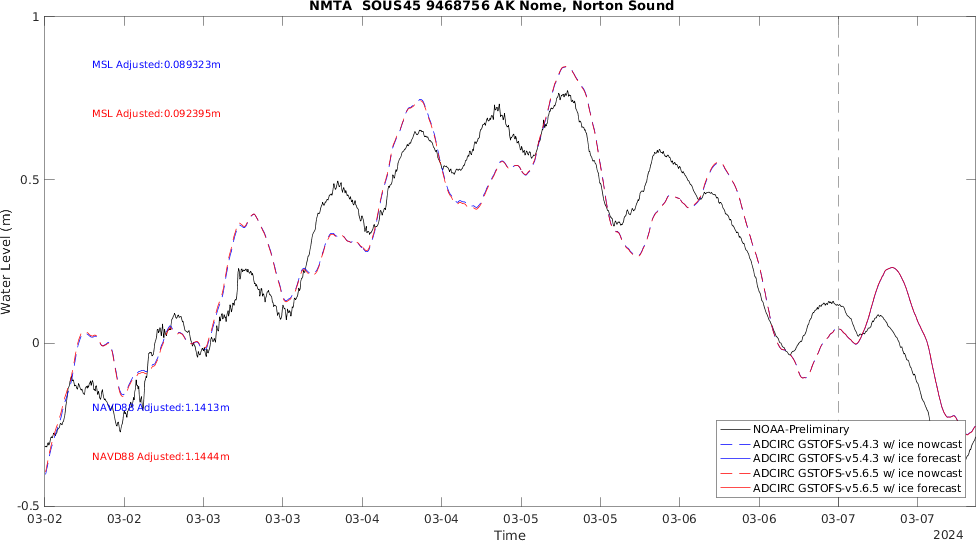 NMTA SOUS45 9468756 AK Nome, Norton Sound
1
MSL Adjusted:0.089323m
MSL Adjusted:0.092395m
0.5
Water Level (m)
0
NAVD88 Adjusted:1.1413m
NAVD88 Adjusted:1.1444m
-0.5
NOAA-Preliminary
ADCIRC GSTOFS-v5.4.3 w/ ice nowcast
ADCIRC GSTOFS-v5.4.3 w/ ice forecast
ADCIRC GSTOFS-v5.6.5 w/ ice nowcast
ADCIRC GSTOFS-v5.6.5 w/ ice forecast
03-02 03-02 03-03 03-03 03-04 03-04 03-05 03-05 03-06 03-06 03-07 03-07
Time
2024